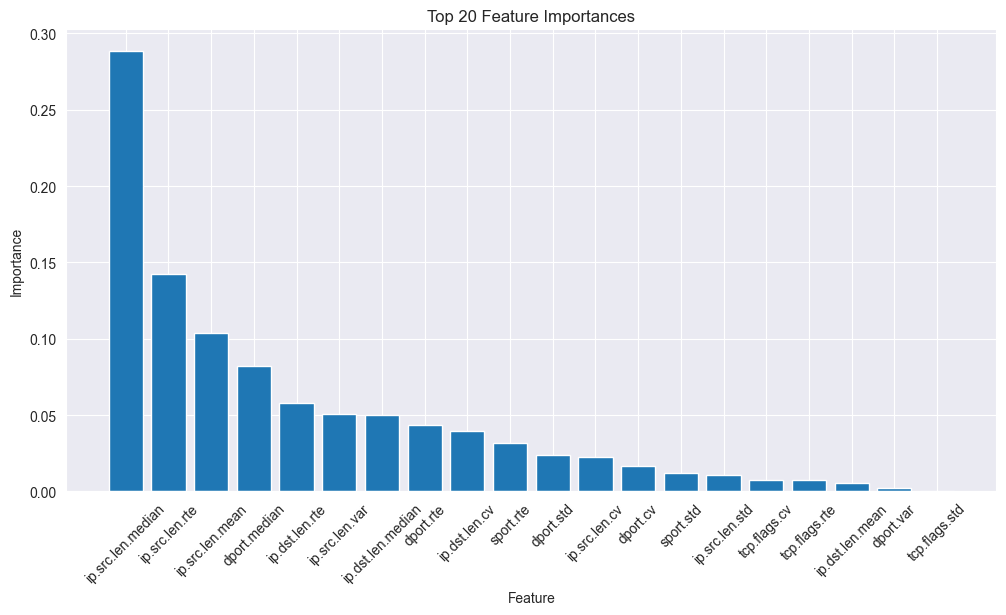 Top 20 Feature Importances
0.30
0.25
0.20
0.15
0.10
0.05
0.00
Importance
ip.src.len.median
ip.src.len.rte
ip.src.len.mean
dport.median
ip.dst.len.rte
ip.src.len.var
ip.dst.len.median
dport.rte
ip.dst.len.cv
sport.rte
dport.std
ip.src.len.cv
dport.cv
sport.std
ip.src.len.std
tcp.flags.cv
tcp.flags.rte
ip.dst.len.mean
dport.var
tcp.flags.std
Feature